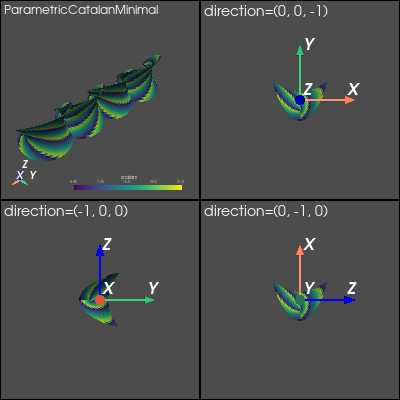 ParametricCatalanMinimal
direction=(0, 0, -1)
Y
Z
X
Z
X Y
scalars
direction=(-1, 0, 0)
direction=(0, -1, 0)
Z
X
X
Y
Y
Z